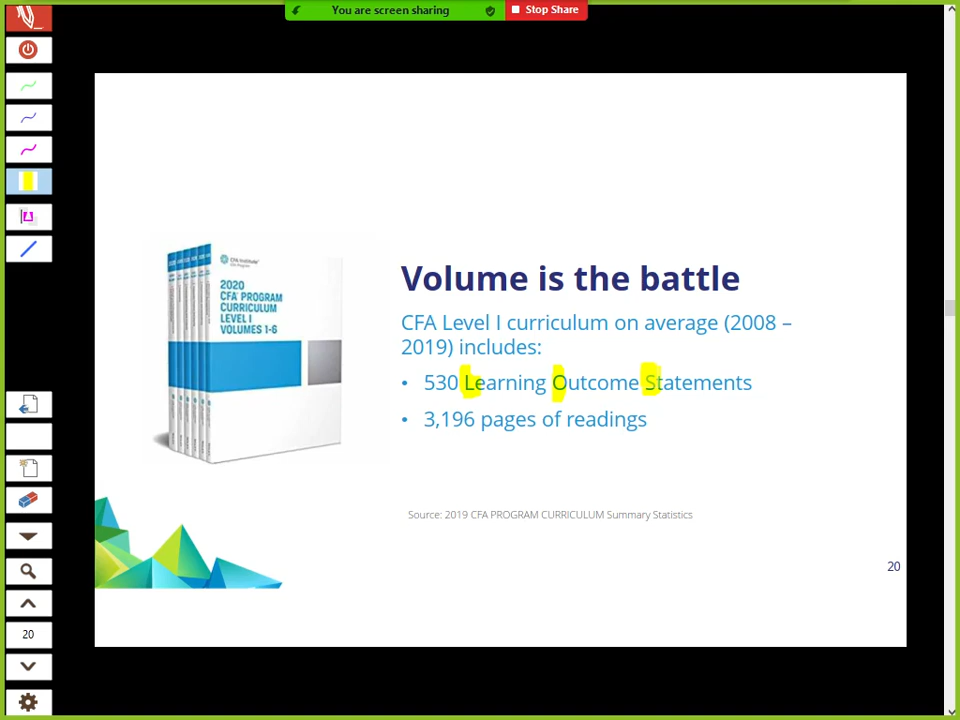 You are screen sharing
Stop Share
CFA Institute
2020
CFA PROGRAM
CURRICULUM
LEVEL I
VOLUMES 1-6
Volume is the battle
CFA Level I curriculum on average (2008 –
2019) includes:
• 530 Learning Outcome Statements
• 3,196 pages of readings
Source: 2019 CFA PROGRAM CURRICULUM Summary Statistics
20
20